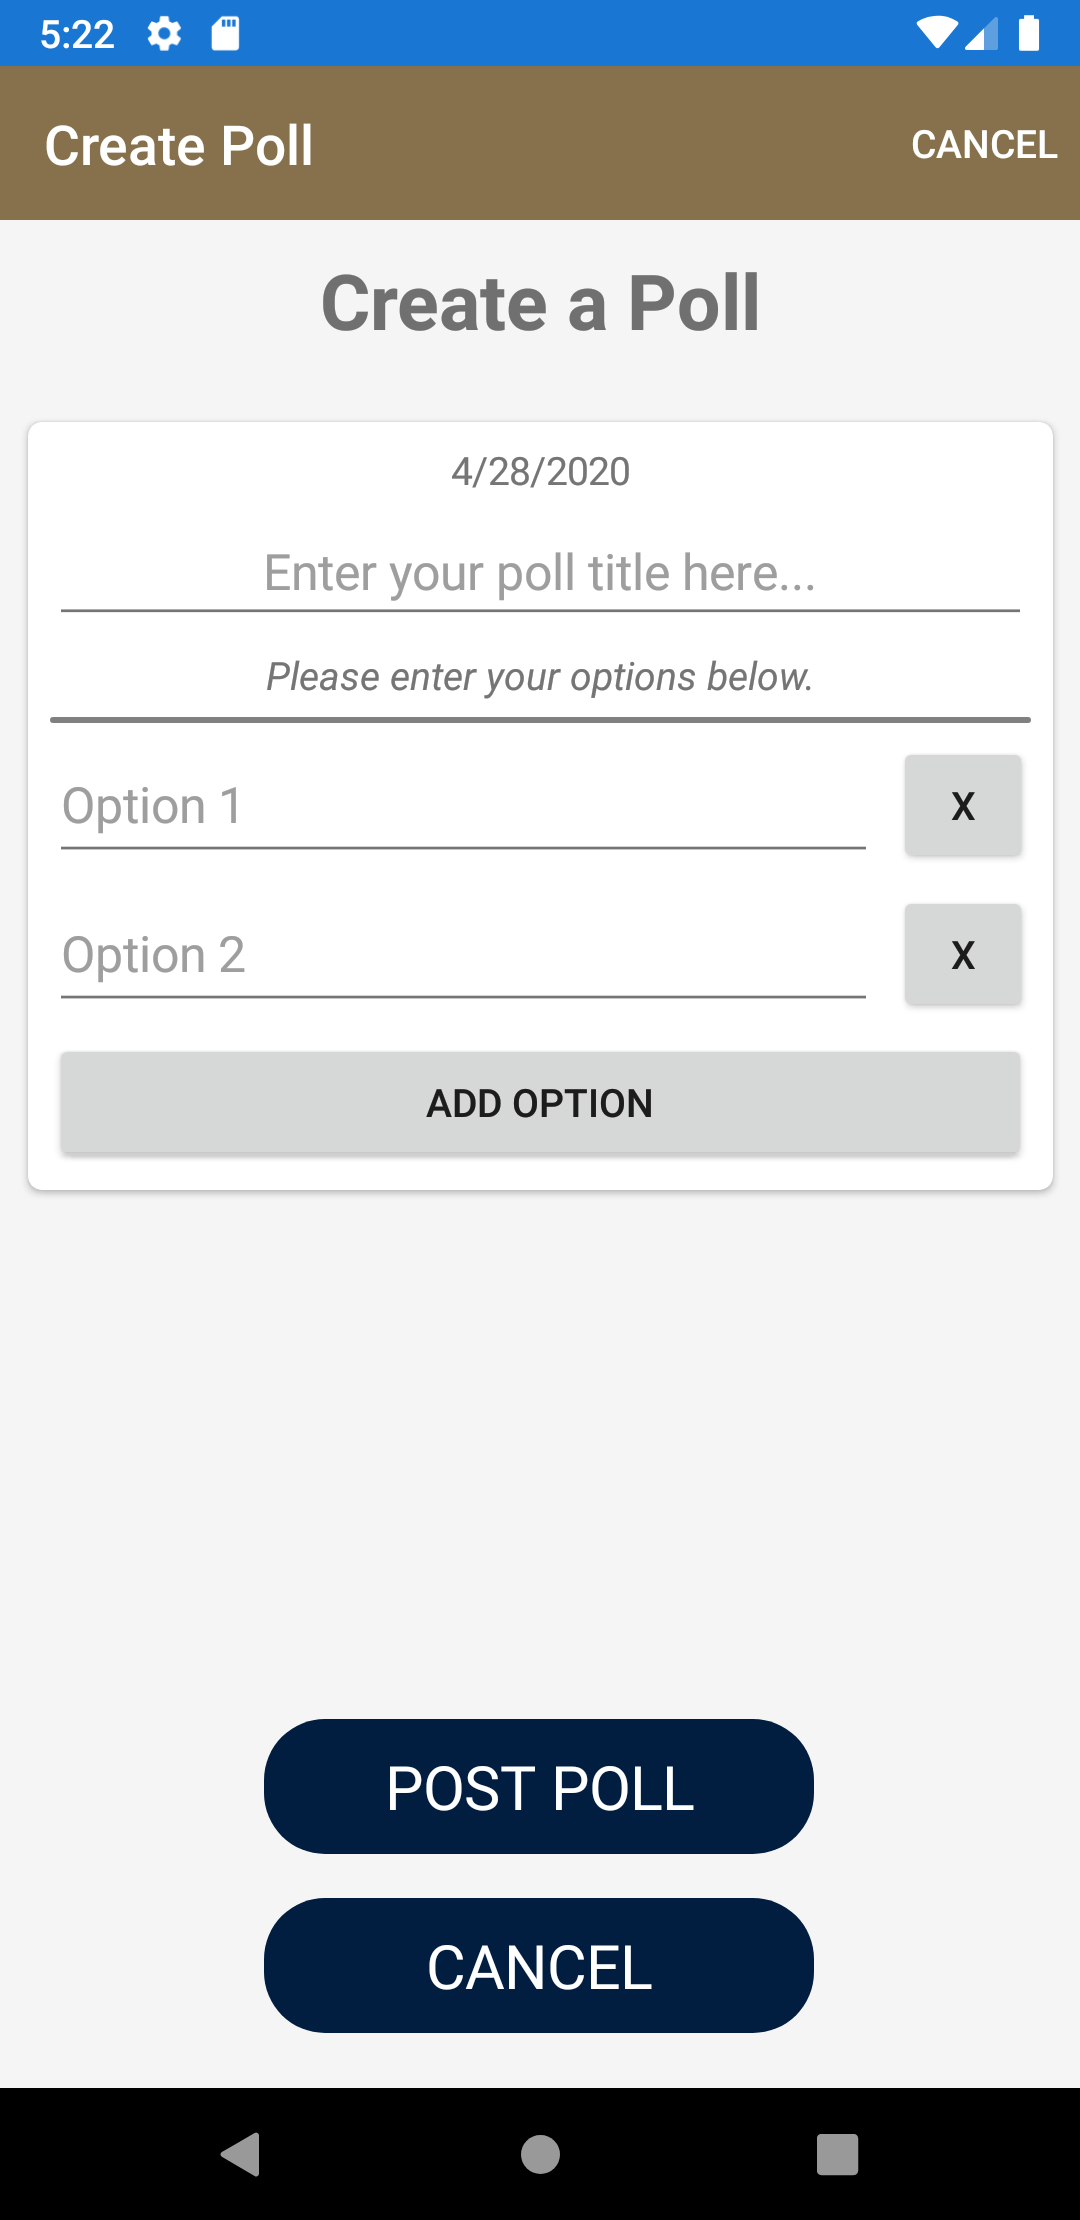 5:22
Create Poll CANCEL
Create a Poll
4/28/2020
Enter your poll title here...
Please enter your options below.
Option 1 X
Option 2 X
ADD OPTION
POST POLL
CANCEL